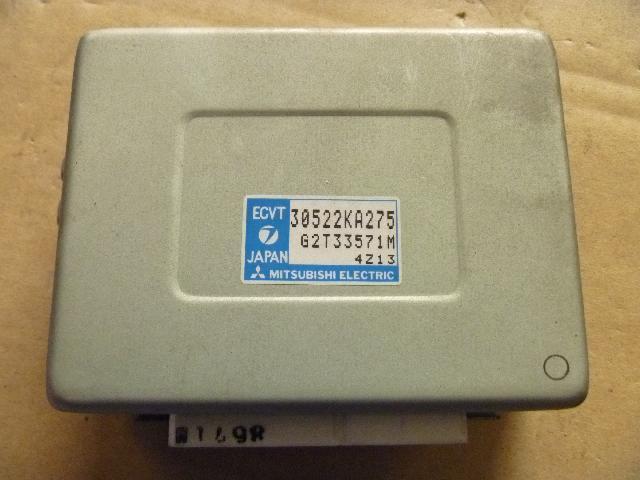 ECVT
30522KA275
G2T33571M
JAPAN
4Z13
MITSUBISHI ELECTRIC